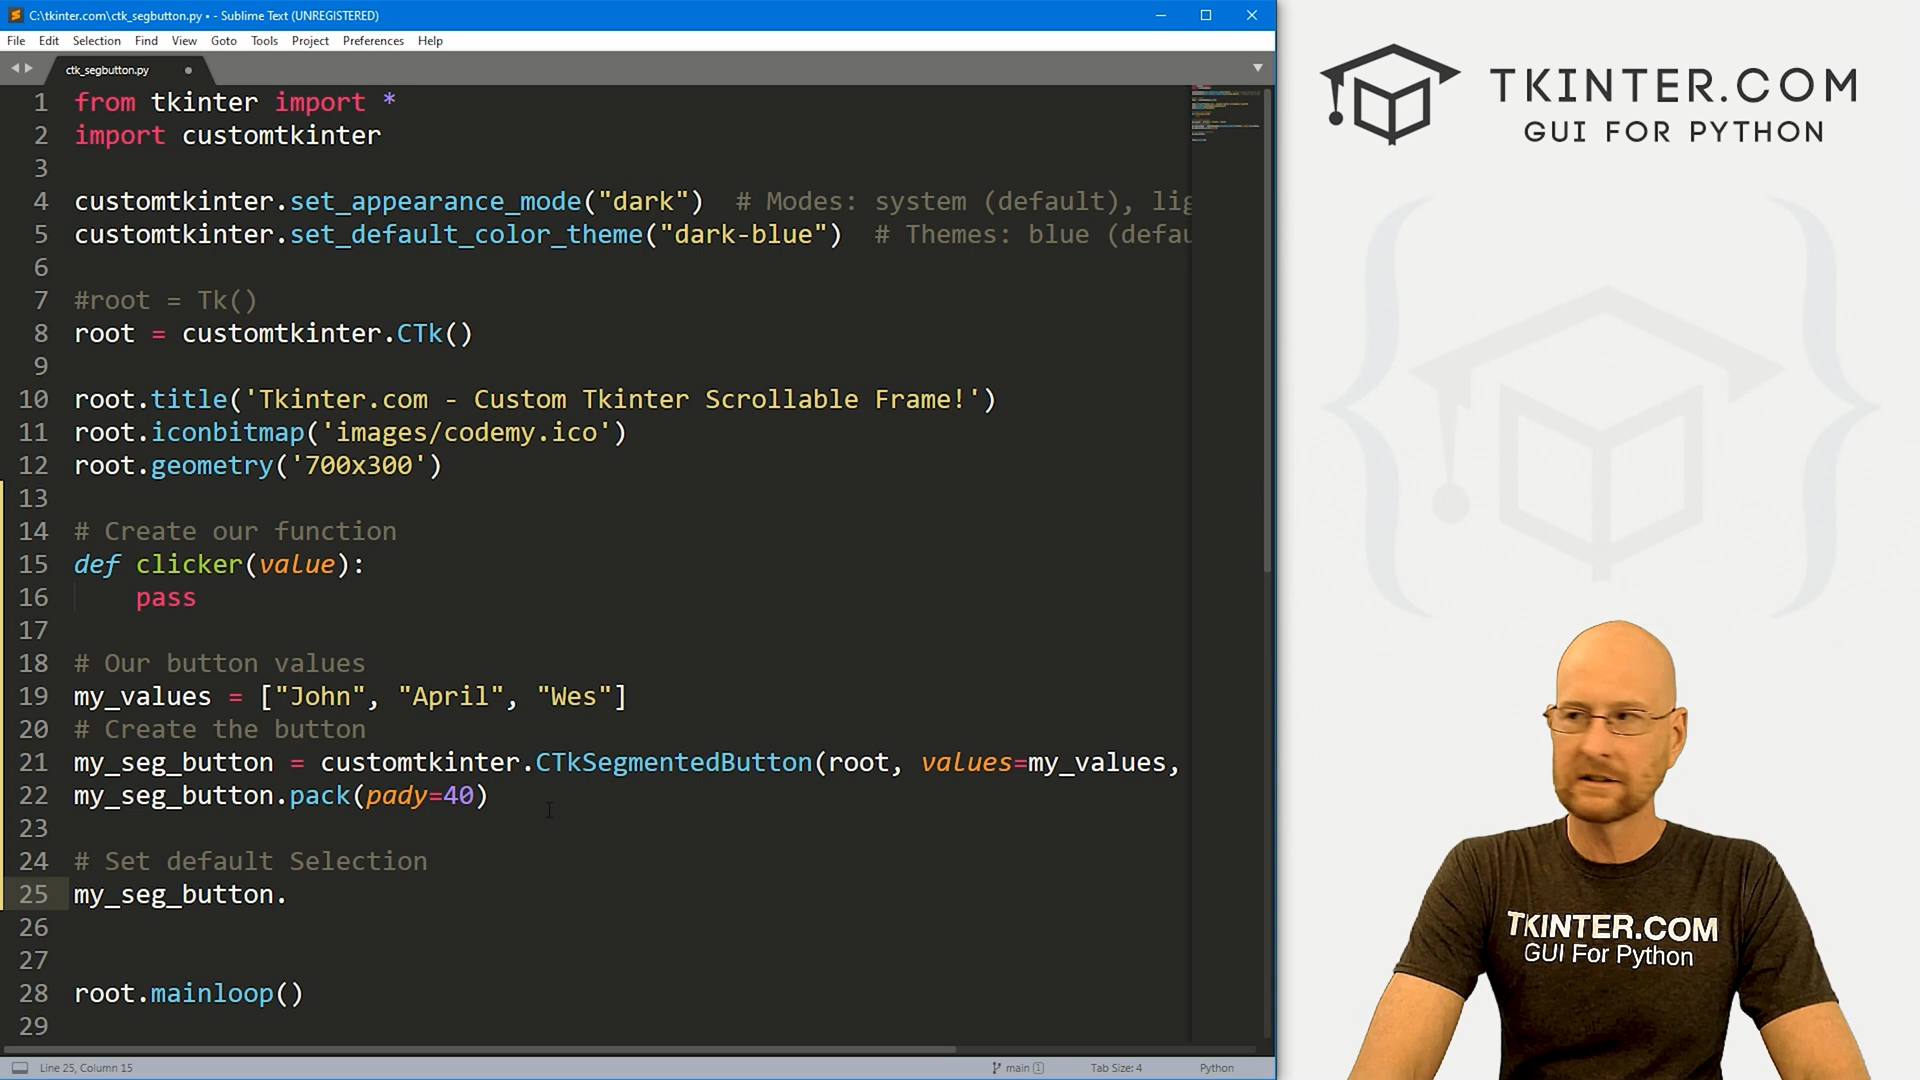 C:\tkinter.com\ctk_segbutton.py • - Sublime Text (UNREGISTERED)
File Edit Selection Find View Goto Tools Project Preferences Help
ctk_segbutton.py
1 from tkinter import *
2 import customtkinter
3
4 customtkinter.set_appearance_mode("dark")  # Modes: system (default), lig
5 customtkinter.set_default_color_theme("dark-blue")  # Themes: blue (defau
6
7 #root = Tk()
8 root = customtkinter.CTk()
9
10 root.title('Tkinter.com - Custom Tkinter Scrollable Frame!')
11 root.iconbitmap('images/codemy.ico')
12 root.geometry('700x300')
13
14 # Create our function
15 def clicker(value):
16     pass
17
18 # Our button values
19 my_values = ["John", "April", "Wes"]
20 # Create the button
21 my_seg_button = customtkinter.CTkSegmentedButton(root, values=my_values,
22 my_seg_button.pack(pady=40)
23
24 # Set default Selection
25 my_seg_button.
26
27
28 root.mainloop()
29
Line 25, Column 15
main 1
Tab Size: 4
Python
TKINTER.COM
GUI FOR PYTHON
TKINTER.COM
GUI For Python